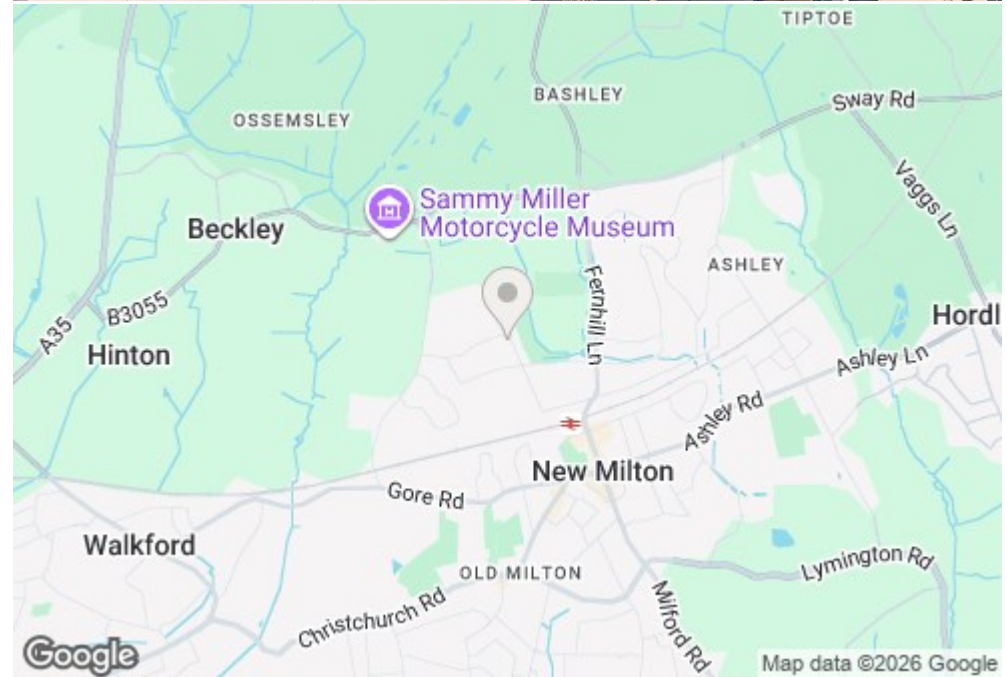 TIPTOE
BASHLEY
Sway Rd
OSSEMSLEY
Vaggs Ln
Sammy Miller
Motorcycle Museum
Beckley
ASHLEY
Fernhill Ln
B3055
A35
Hordl
Hinton
Ashley Ln
Ashley Rd
New Milton
Gore Rd
Walkford
OLD MILTON
Lymington Rd
Milford Rd
Christchurch Rd
Google
Map data ©2026 Google